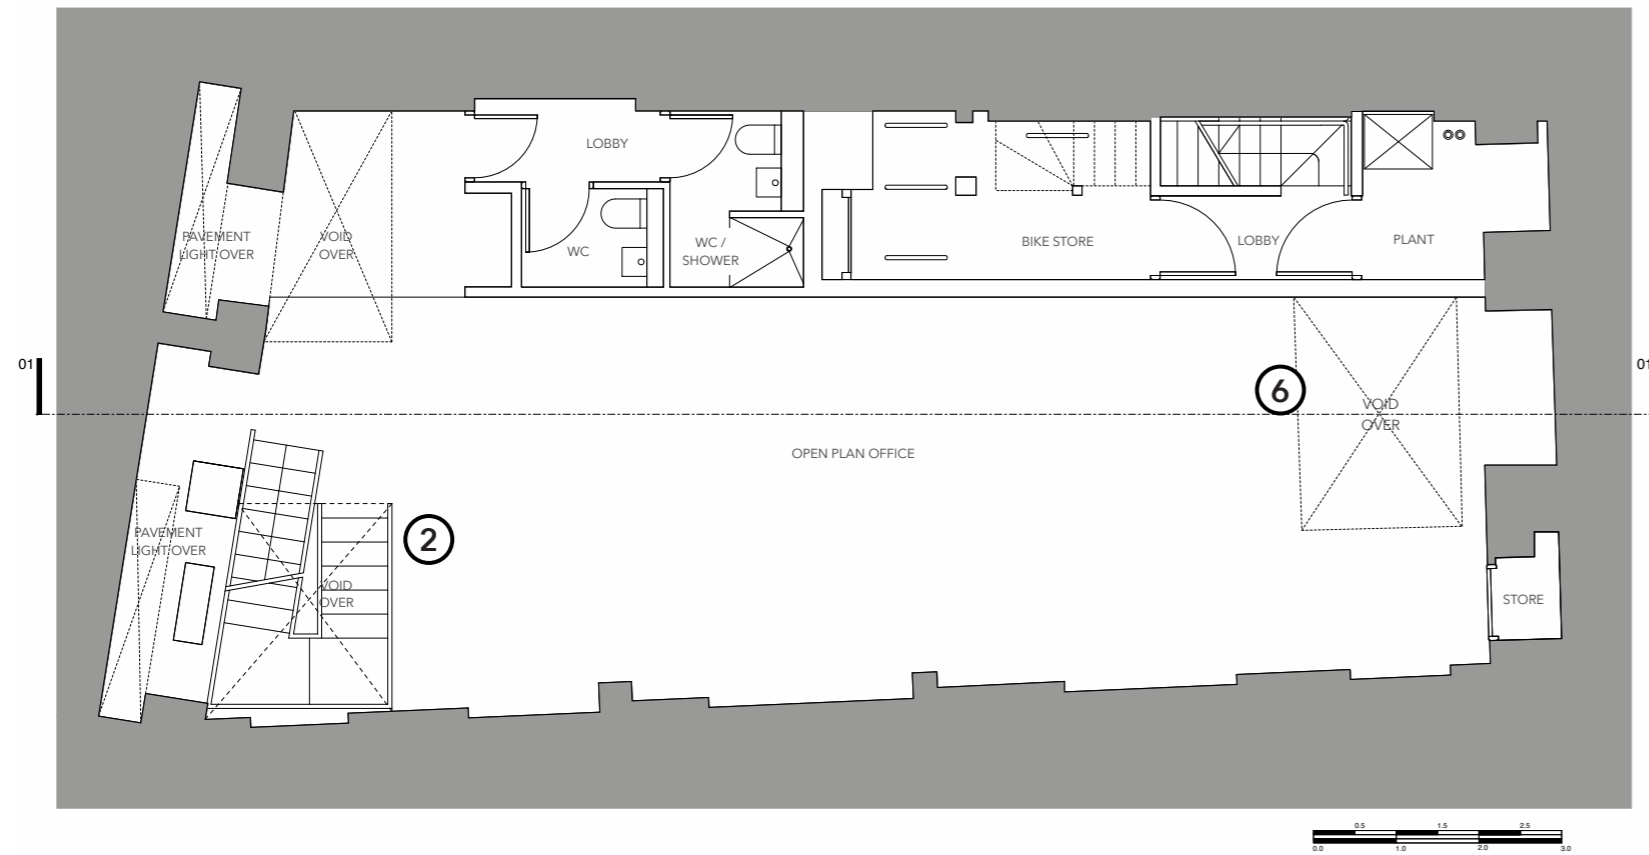 LOBBY
PAVEMENT
LIGHT OVER
VOID
OVER
WC
WC /
SHOWER
BIKE STORE
LOBBY
PLANT
01
01
6
VOID
OVER
OPEN PLAN OFFICE
2
PAVEMENT
LIGHT OVER
VOID
OVER
STORE
0.5 1.5 2.5
0.0 1.0 2.0 3.0